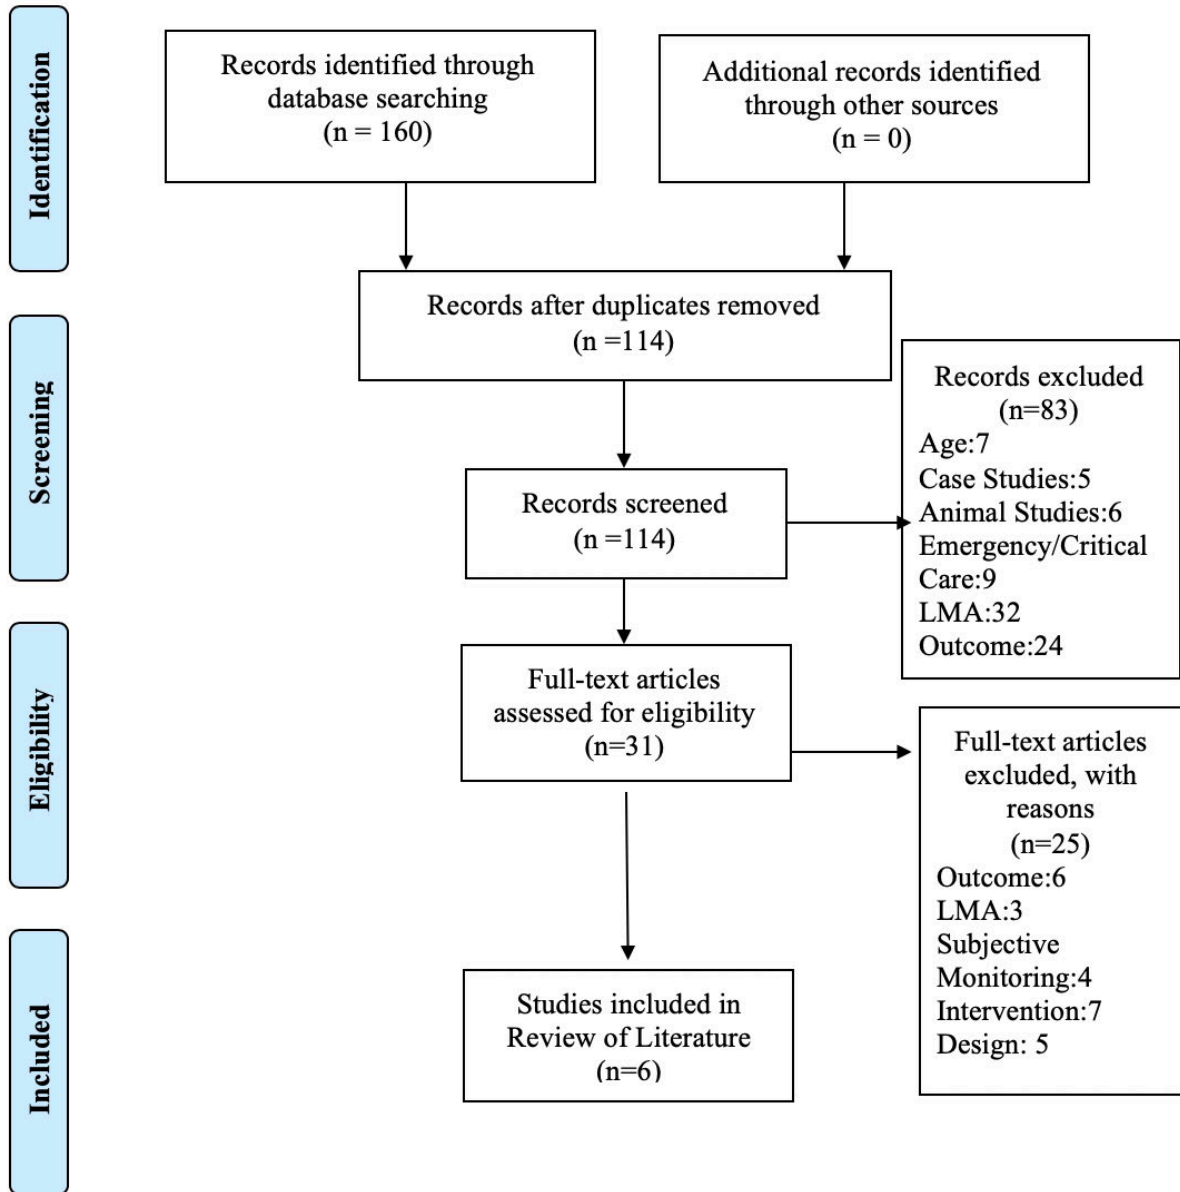 Identification
Records identified through
database searching
(n = 160)
Additional records identified
through other sources
(n = 0)
Records after duplicates removed
(n =114)
Screening
Records screened
(n =114)
Records excluded
(n=83)
Age:7
Case Studies:5
Animal Studies:6
Emergency/Critical
Care:9
LMA:32
Outcome:24
Eligibility
Full-text articles
assessed for eligibility
(n=31)
Full-text articles
excluded, with
reasons
(n=25)
Outcome:6
LMA:3
Subjective
Monitoring:4
Intervention:7
Design: 5
Included
Studies included in
Review of Literature
(n=6)